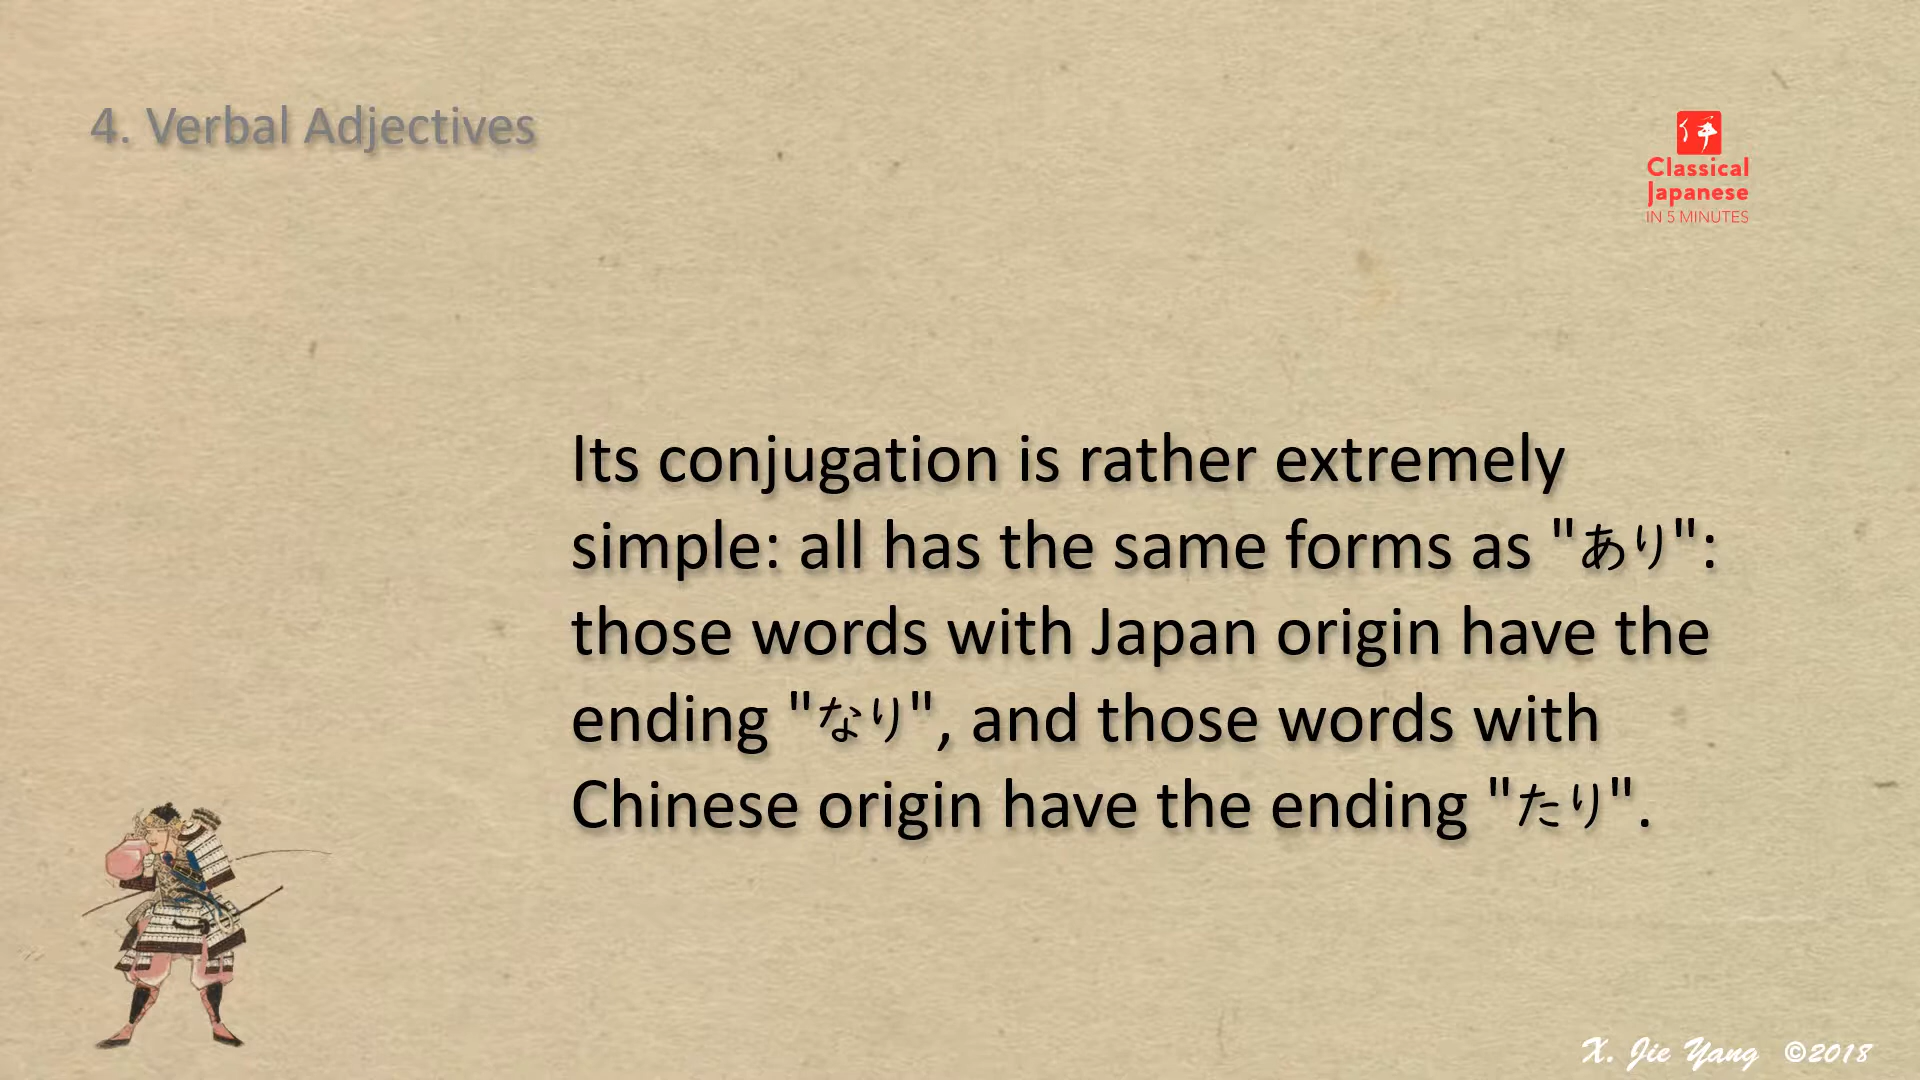 4. Verbal Adjectives
Classical
Japanese
IN 5 MINUTES
Its conjugation is rather extremely
simple: all has the same forms as "あり":
those words with Japan origin have the
ending "なり", and those words with
Chinese origin have the ending "たり".
X. Jie Yang ©2018